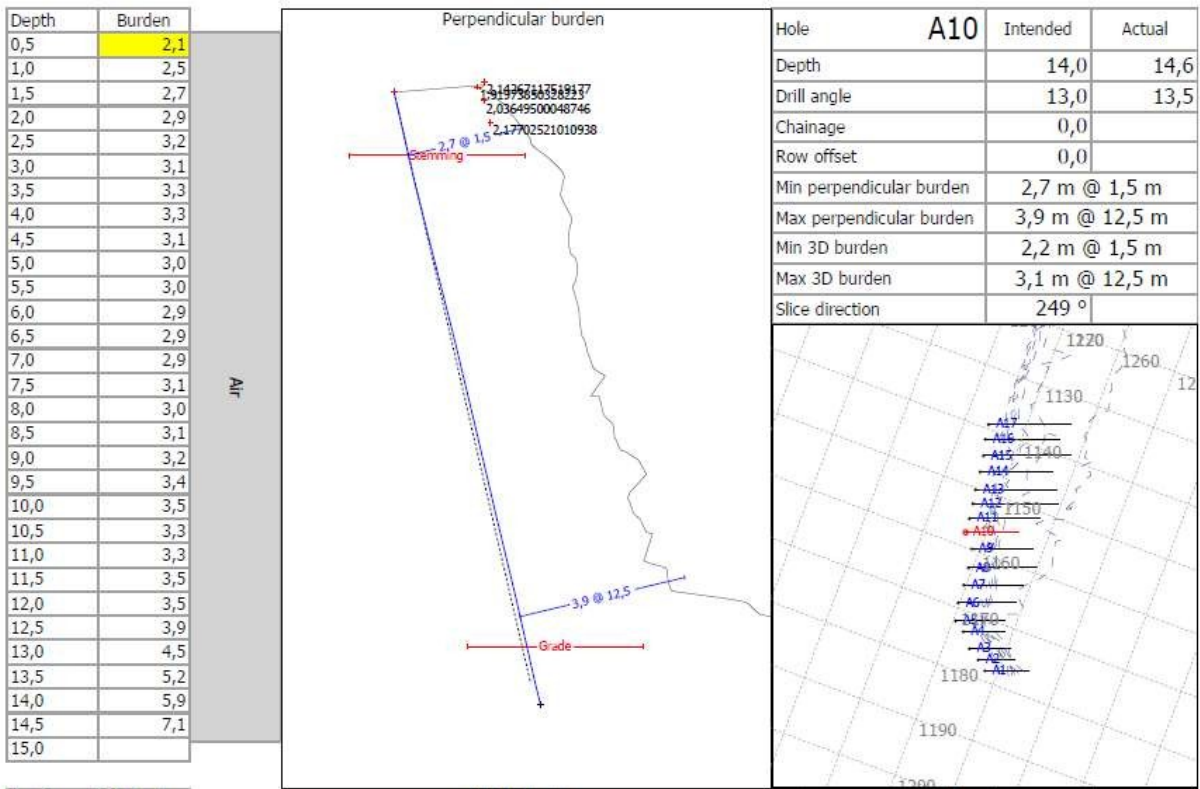 Depth Burden
0,5 2,1
1,0 2,5
1,5 2,7
2,0 2,9
2,5 3,2
3,0 3,1
3,5 3,3
4,0 3,3
4,5 3,1
5,0 3,0
5,5 3,0
6,0 2,9
6,5 2,9
7,0 2,9
7,5 3,1
8,0 3,0
8,5 3,1
9,0 3,2
9,5 3,4
10,0 3,5
10,5 3,3
11,0 3,3
11,5 3,5
12,0 3,5
12,5 3,9
13,0 4,5
13,5 5,2
14,0 5,9
14,5 7,1
15,0
Air
Perpendicular burden
2,14267117519177
2,03649500048746
2,17702521010938
2,7 @ 1,5
Stemming
3,9 @ 12,5
Grade
Hole A10 Intended Actual
Depth 14,0 14,6
Drill angle 13,0 13,5
Chainage 0,0
Row offset 0,0
Min perpendicular burden 2,7 m @ 1,5 m
Max perpendicular burden 3,9 m @ 12,5 m
Min 3D burden 2,2 m @ 1,5 m
Max 3D burden 3,1 m @ 12,5 m
Slice direction 249 °
1260
1130
A17
A16
A15 1140
A14
A13
A12 1150
A11
A10
A9
A8 1160
A7
A6
A4
A3
A2
A1
1180
1190